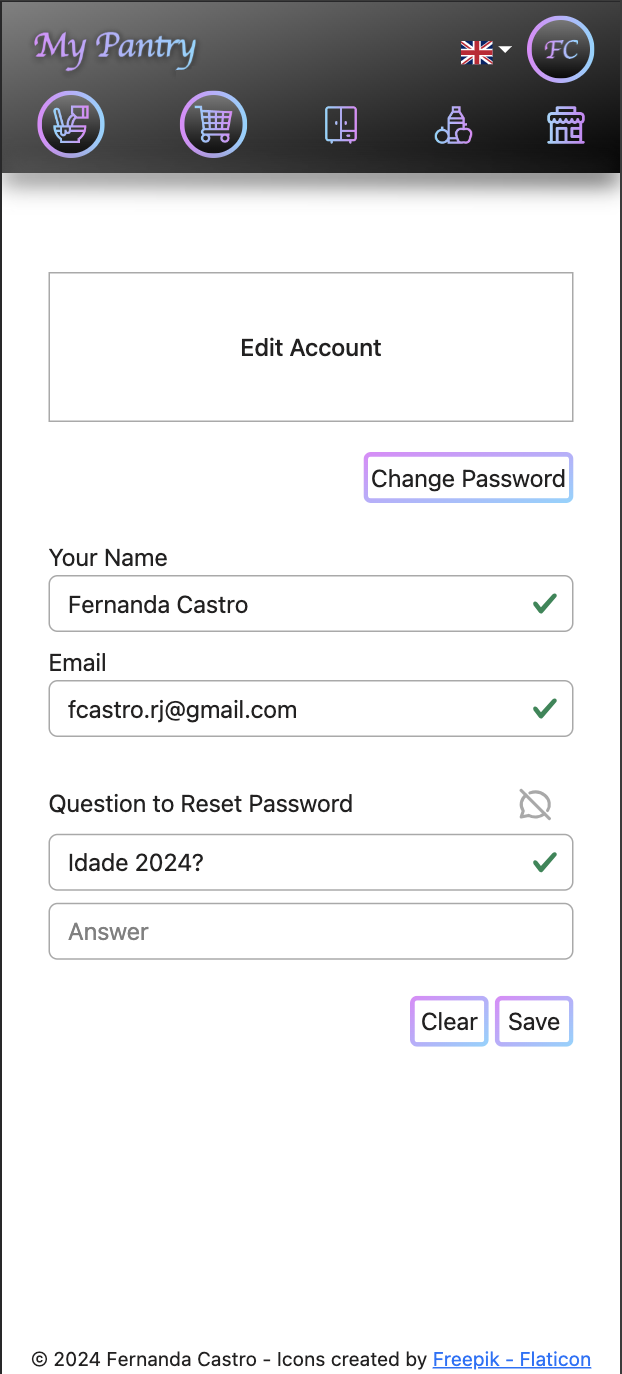 My Pantry
FC
Edit Account
Change Password
Your Name
Fernanda Castro
Email
fcastro.rj@gmail.com
Question to Reset Password
Idade 2024?
Answer
Clear Save
© 2024 Fernanda Castro - Icons created by Freepik - Flaticon